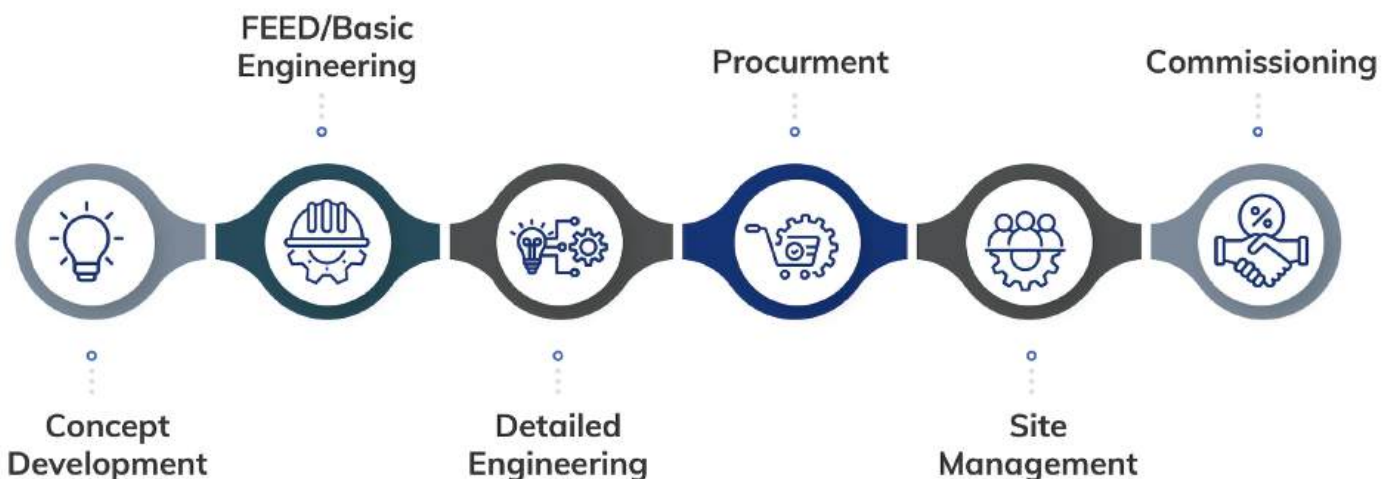 FEED/Basic
Engineering
Procurment
Commissioning
%
Concept
Development
Detailed
Engineering
Site
Management